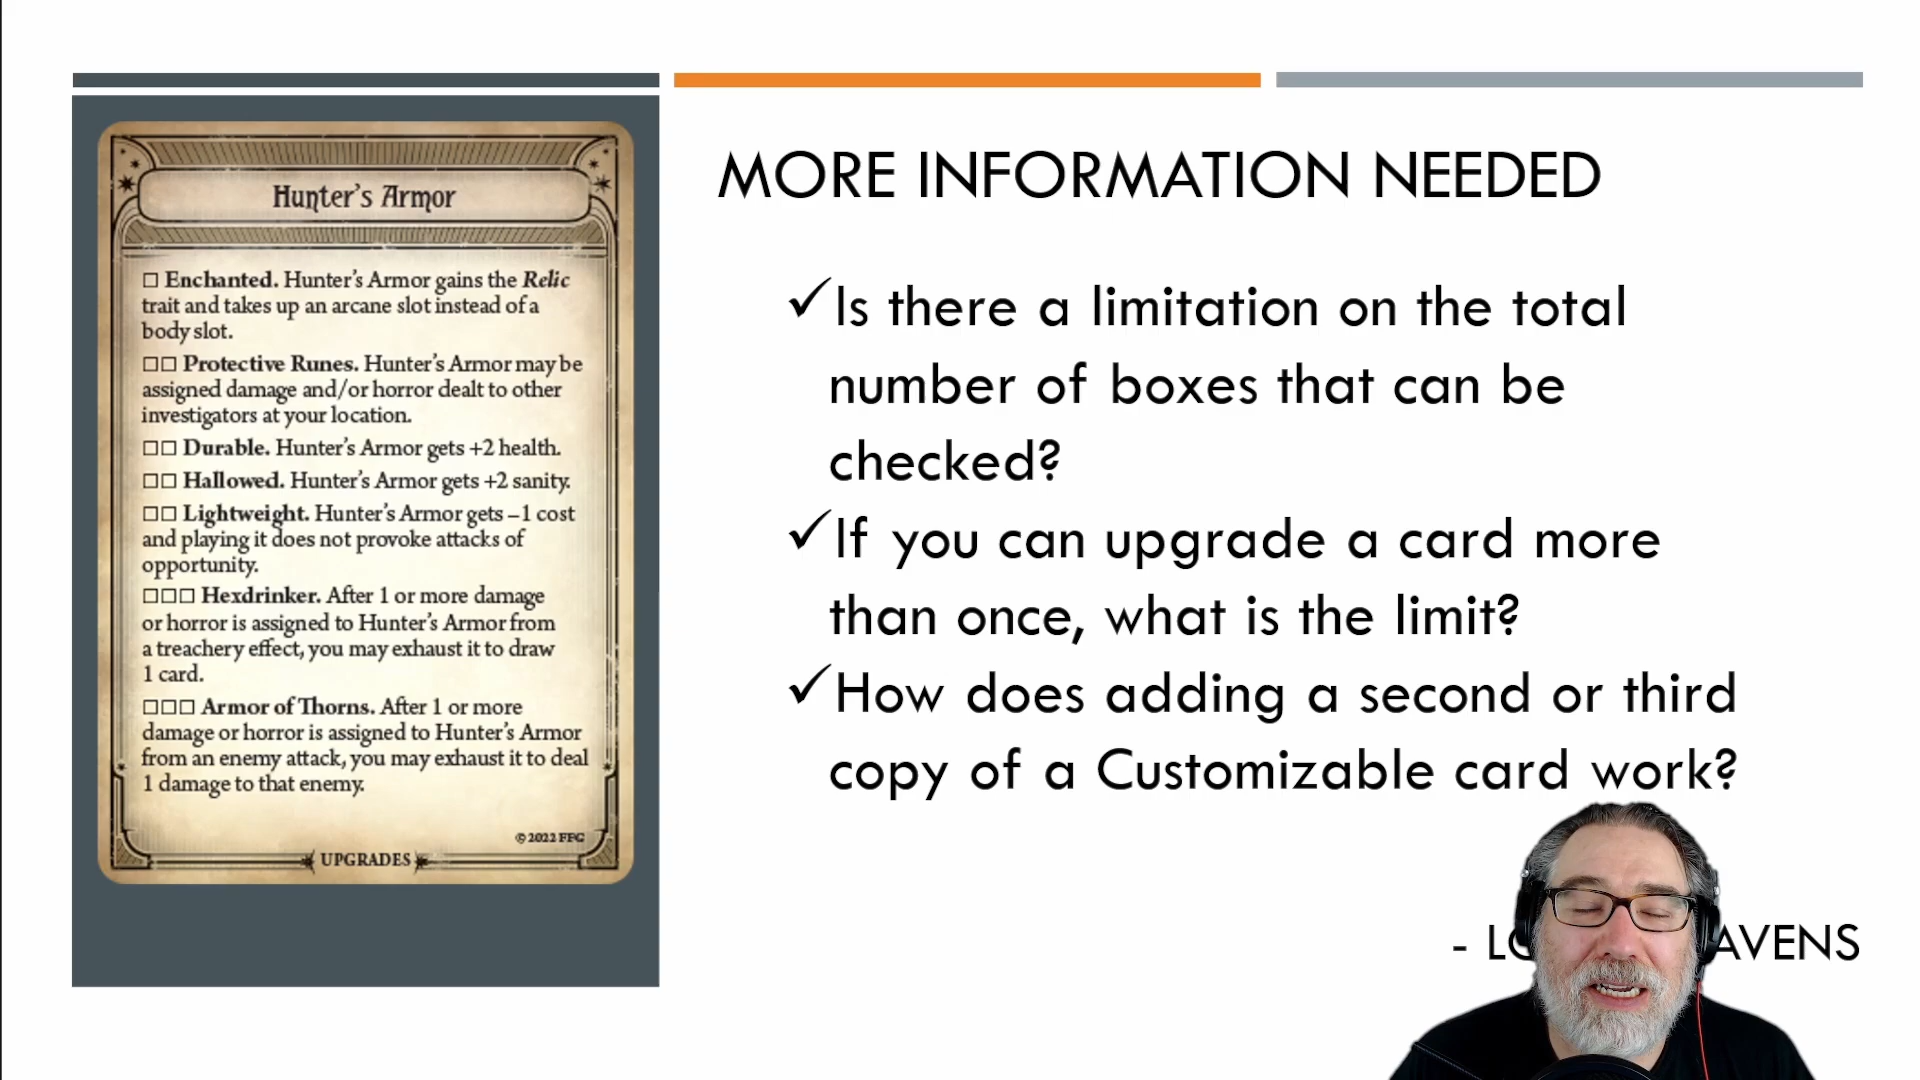 Hunter's Armor
☐ Enchanted. Hunter's Armor gains the Relic
trait and takes up an arcane slot instead of a
body slot.
☐☐ Protective Runes. Hunter's Armor may be
assigned damage and/or horror dealt to other
investigators at your location.
☐☐ Durable. Hunter's Armor gets +2 health.
☐☐ Hallowed. Hunter's Armor gets +2 sanity.
☐☐ Lightweight. Hunter's Armor gets –1 cost
and playing it does not provoke attacks of
opportunity.
☐☐☐ Hexdrinker. After 1 or more damage
or horror is assigned to Hunter's Armor from
a treachery effect, you may exhaust it to draw
1 card.
☐☐☐ Armor of Thorns. After 1 or more
damage or horror is assigned to Hunter's Armor
from an enemy attack, you may exhaust it to deal
1 damage to that enemy.
© 2022 FFG
UPGRADES
MORE INFORMATION NEEDED
✓Is there a limitation on the total
number of boxes that can be
checked?
✓If you can upgrade a card more
than once, what is the limit?
✓How does adding a second or third
copy of a Customizable card work?